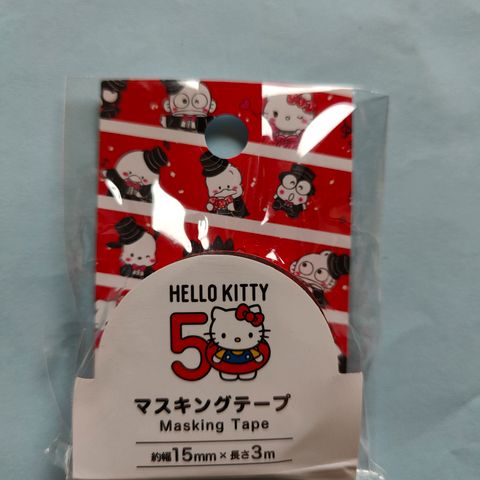 HELLO KITTY
50
マスキングテープ
Masking Tape
約幅15mm×長さ3m